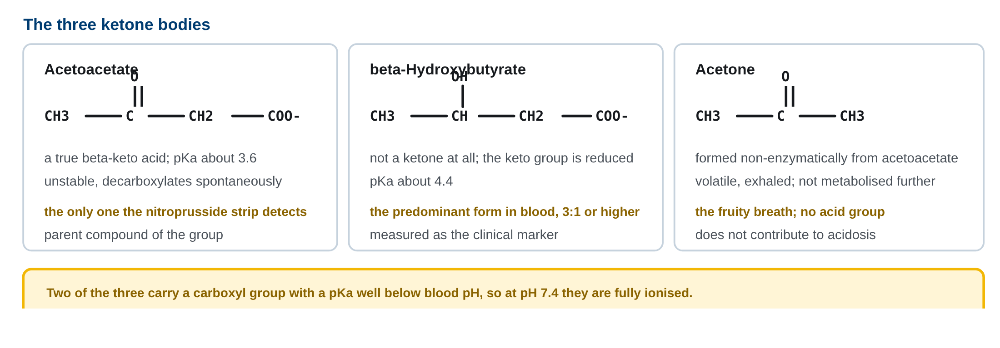 The three ketone bodies
Acetoacetate
O
CH3 C CH2 COO-
a true beta-keto acid; pKa about 3.6
unstable, decarboxylates spontaneously
the only one the nitroprusside strip detects
parent compound of the group
beta-Hydroxybutyrate
OH
CH3 CH CH2 COO-
not a ketone at all; the keto group is reduced
pKa about 4.4
the predominant form in blood, 3:1 or higher
measured as the clinical marker
Acetone
O
CH3 C CH3
formed non-enzymatically from acetoacetate
volatile, exhaled; not metabolised further
the fruity breath; no acid group
does not contribute to acidosis
Two of the three carry a carboxyl group with a pKa well below blood pH, so at pH 7.4 they are fully ionised.